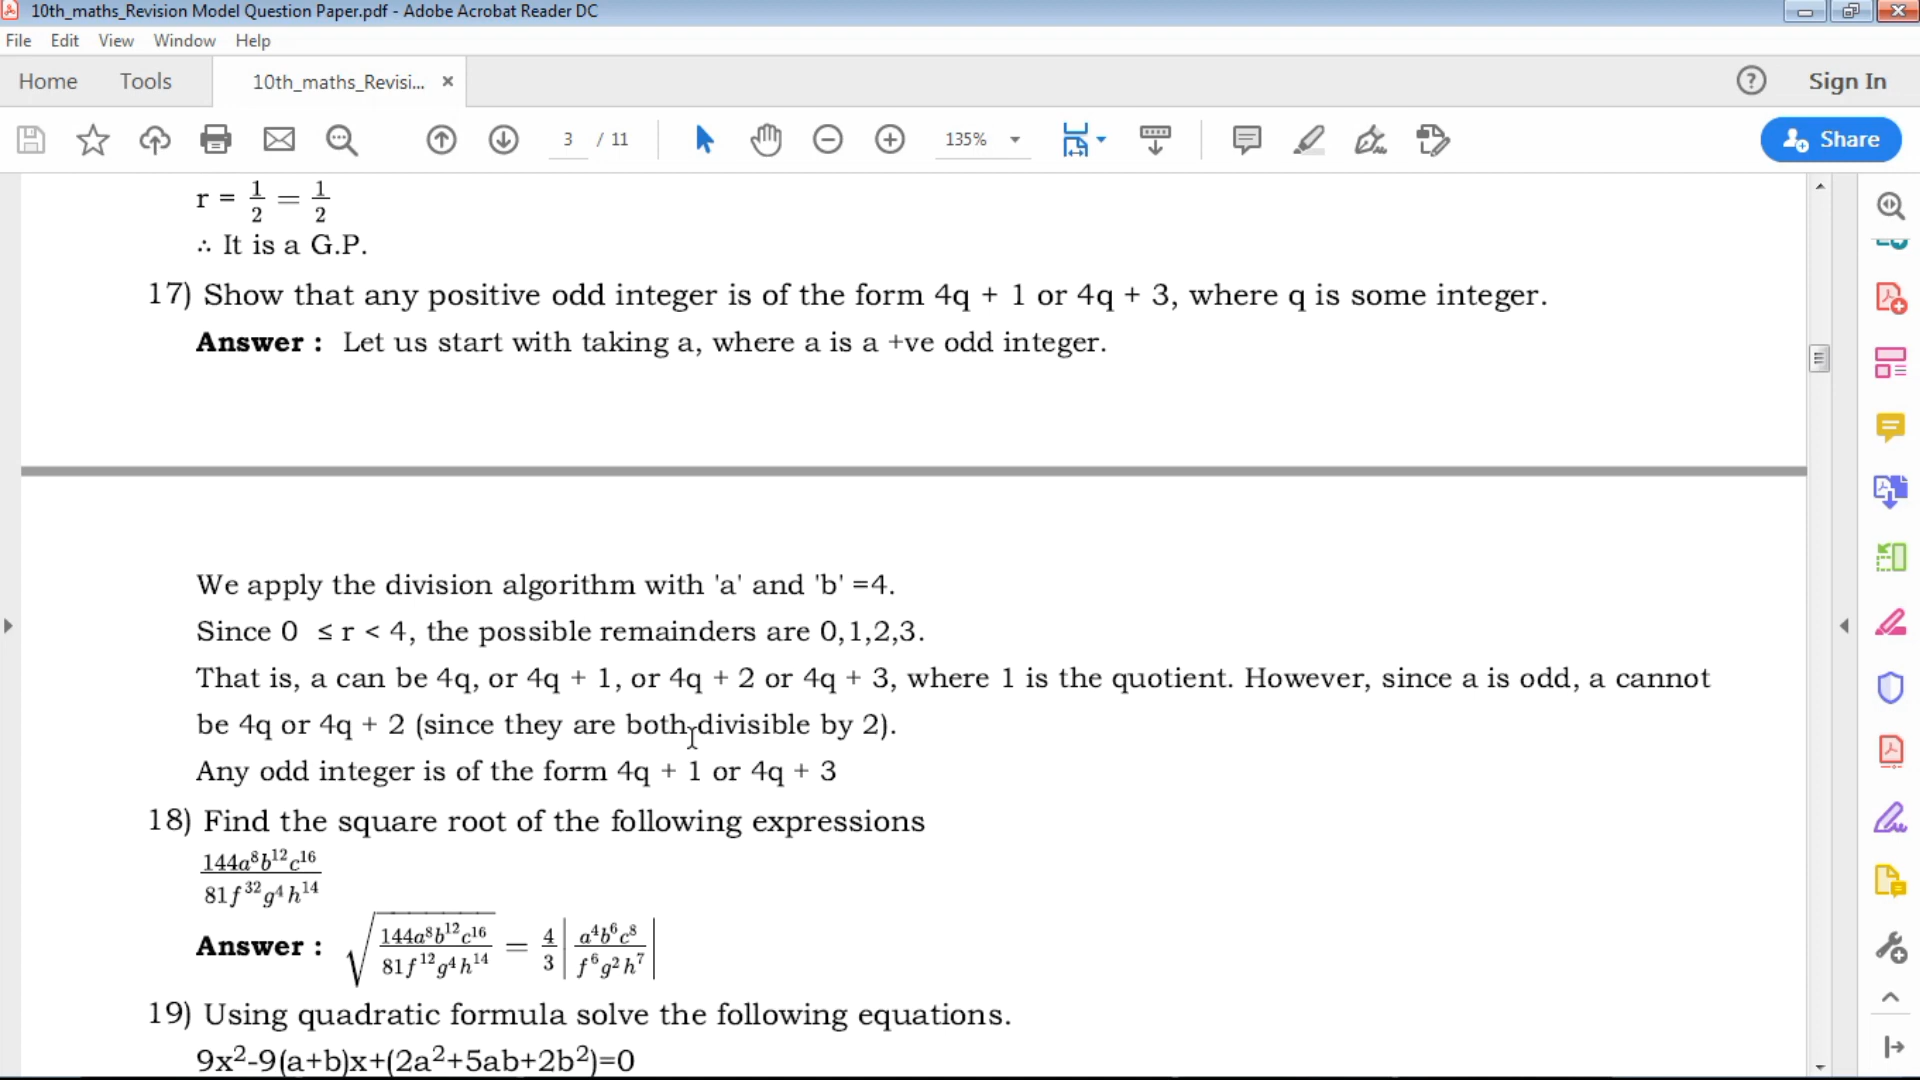 10th_maths_Revision Model Question Paper.pdf - Adobe Acrobat Reader DC
File Edit View Window Help
Home Tools 10th_maths_Revisi... × ? Sign In
3 / 11 135% Share
r = 1/2 = 1/2
∴ It is a G.P.
17) Show that any positive odd integer is of the form 4q + 1 or 4q + 3, where q is some integer.
Answer : Let us start with taking a, where a is a +ve odd integer.
We apply the division algorithm with 'a' and 'b' =4.
Since 0 ≤ r < 4, the possible remainders are 0,1,2,3.
That is, a can be 4q, or 4q + 1, or 4q + 2 or 4q + 3, where 1 is the quotient. However, since a is odd, a cannot
be 4q or 4q + 2 (since they are both divisible by 2).
Any odd integer is of the form 4q + 1 or 4q + 3
18) Find the square root of the following expressions
144a⁸b¹²c¹⁶ / 81f³²g⁴h¹⁴
Answer : √(144a⁸b¹²c¹⁶ / 81f¹²g⁴h¹⁴) = 4/3 |a⁴b⁶c⁸ / f⁶g²h⁷|
19) Using quadratic formula solve the following equations.
9x²-9(a+b)x+(2a²+5ab+2b²)=0